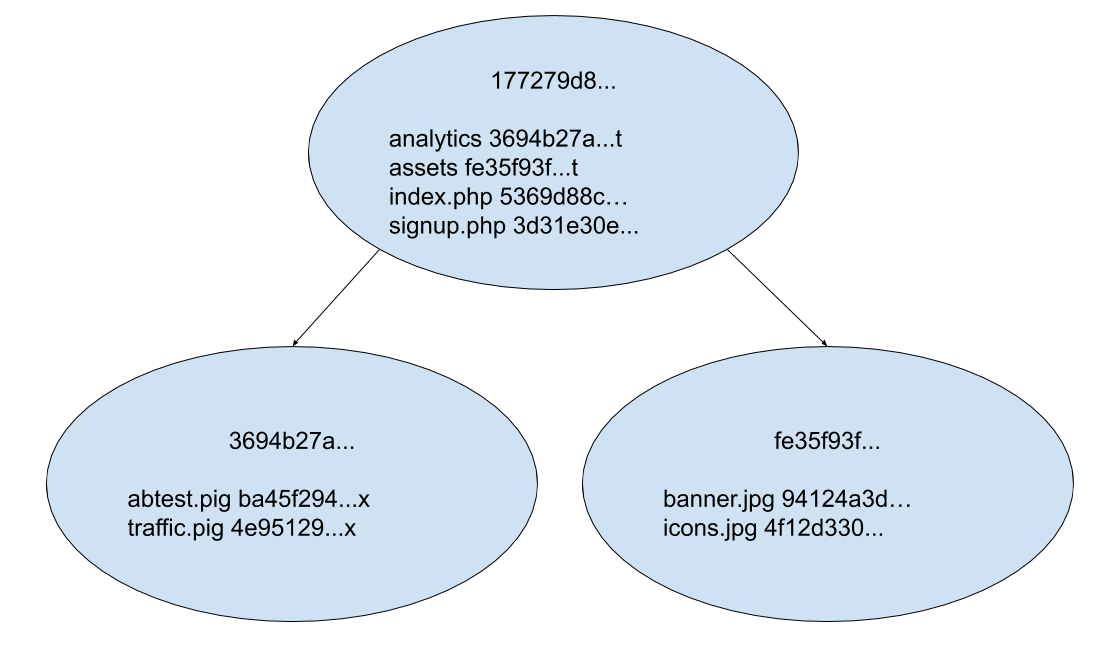 177279d8...
analytics 3694b27a...t
assets fe35f93f...t
index.php 5369d88c…
signup.php 3d31e30e...
3694b27a...
abtest.pig ba45f294...x
traffic.pig 4e95129...x
fe35f93f...
banner.jpg 94124a3d…
icons.jpg 4f12d330...